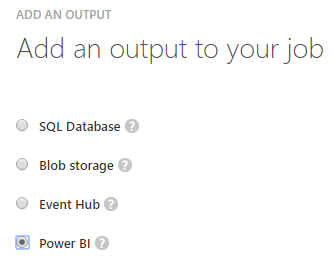 ADD AN OUTPUT
Add an output to your job
SQL Database ?
Blob storage ?
Event Hub ?
Power BI ?